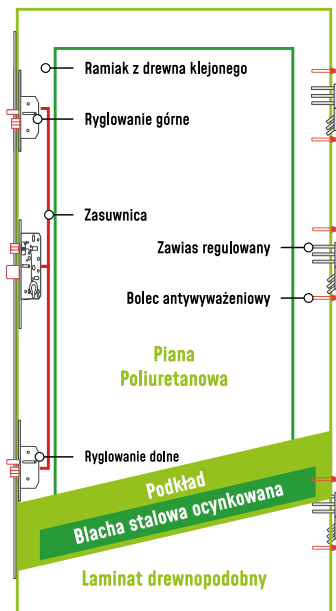 Ramiak z drewna klejonego
Ryglowanie górne
Zasuwnica
Zawias regulowany
Bolec antywyważeniowy
Piana
Poliuretanowa
Ryglowanie dolne
Podkład
Blacha stalowa ocynkowana
Laminat drewnopodobny